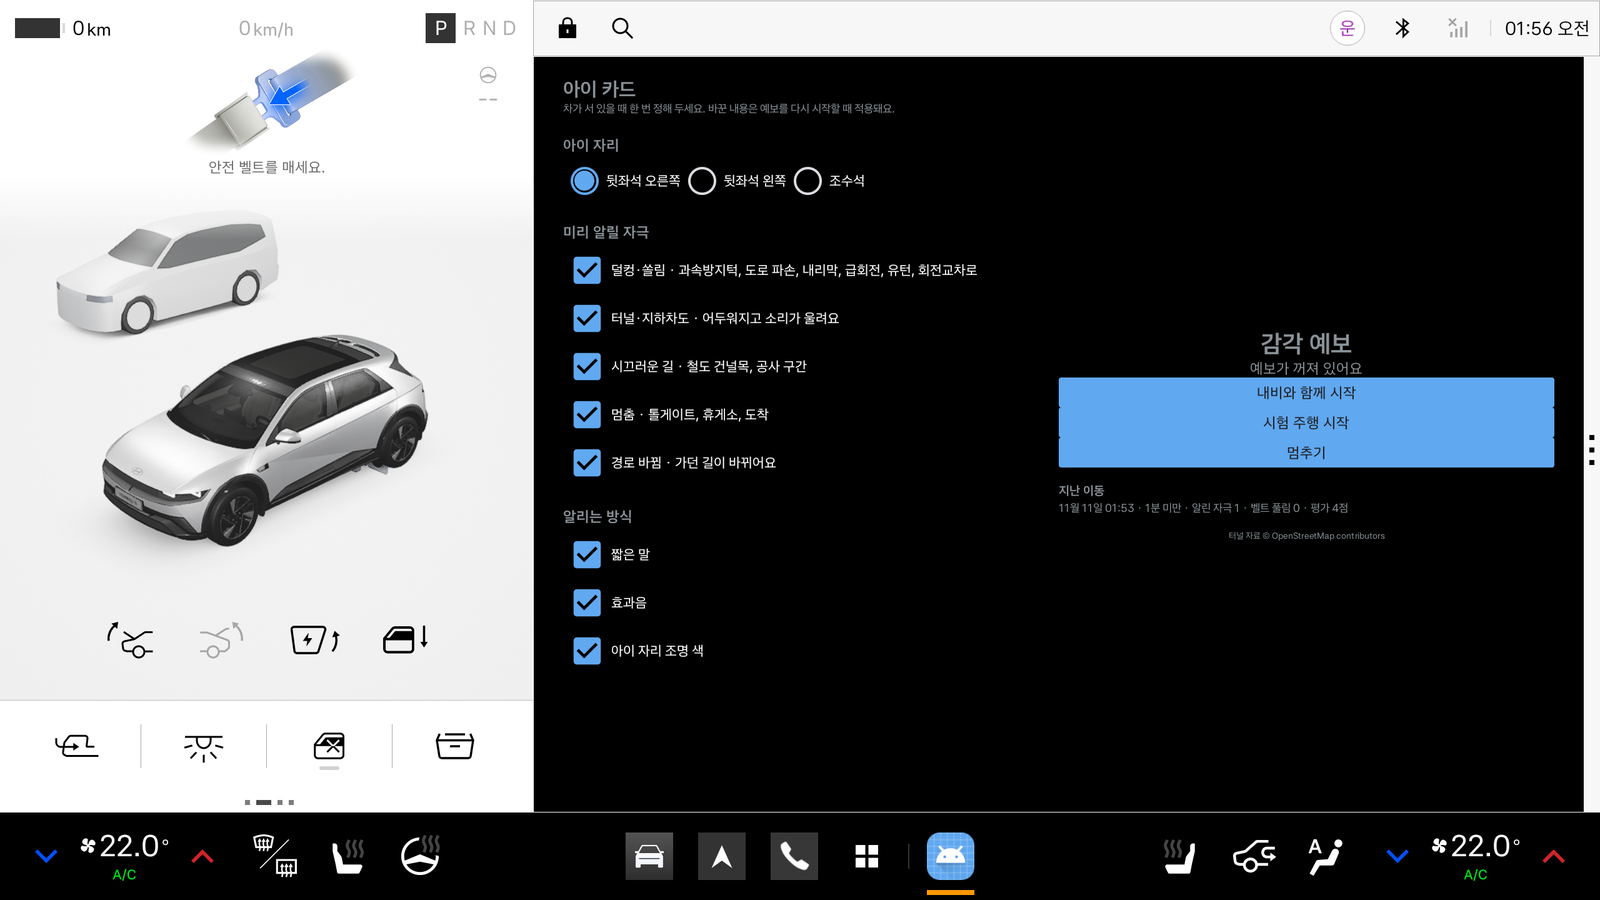 0 km
0 km/h
P R N D
안전 벨트를 매세요.
운
01:56 오전
아이 카드
차가 서 있을 때 한 번 정해 두세요. 바꾼 내용은 예보를 다시 시작할 때 적용돼요.
아이 자리
뒷좌석 오른쪽
뒷좌석 왼쪽
조수석
미리 알릴 자극
덜컹·쏠림 · 과속방지턱, 도로 파손, 내리막, 급회전, 유턴, 회전교차로
터널·지하차도 · 어두워지고 소리가 울려요
시끄러운 길 · 철도 건널목, 공사 구간
멈춤 · 톨게이트, 휴게소, 도착
경로 바뀜 · 가던 길이 바뀌어요
알리는 방식
짧은 말
효과음
아이 자리 조명 색
감각 예보
예보가 꺼져 있어요
내비와 함께 시작
시험 주행 시작
멈추기
지난 이동
11월 11일 01:53 · 1분 미만 · 알린 자극 1 · 벨트 풀림 0 · 평가 4점
터널 자료 © OpenStreetMap contributors
22.0°
A/C
A
22.0°
A/C